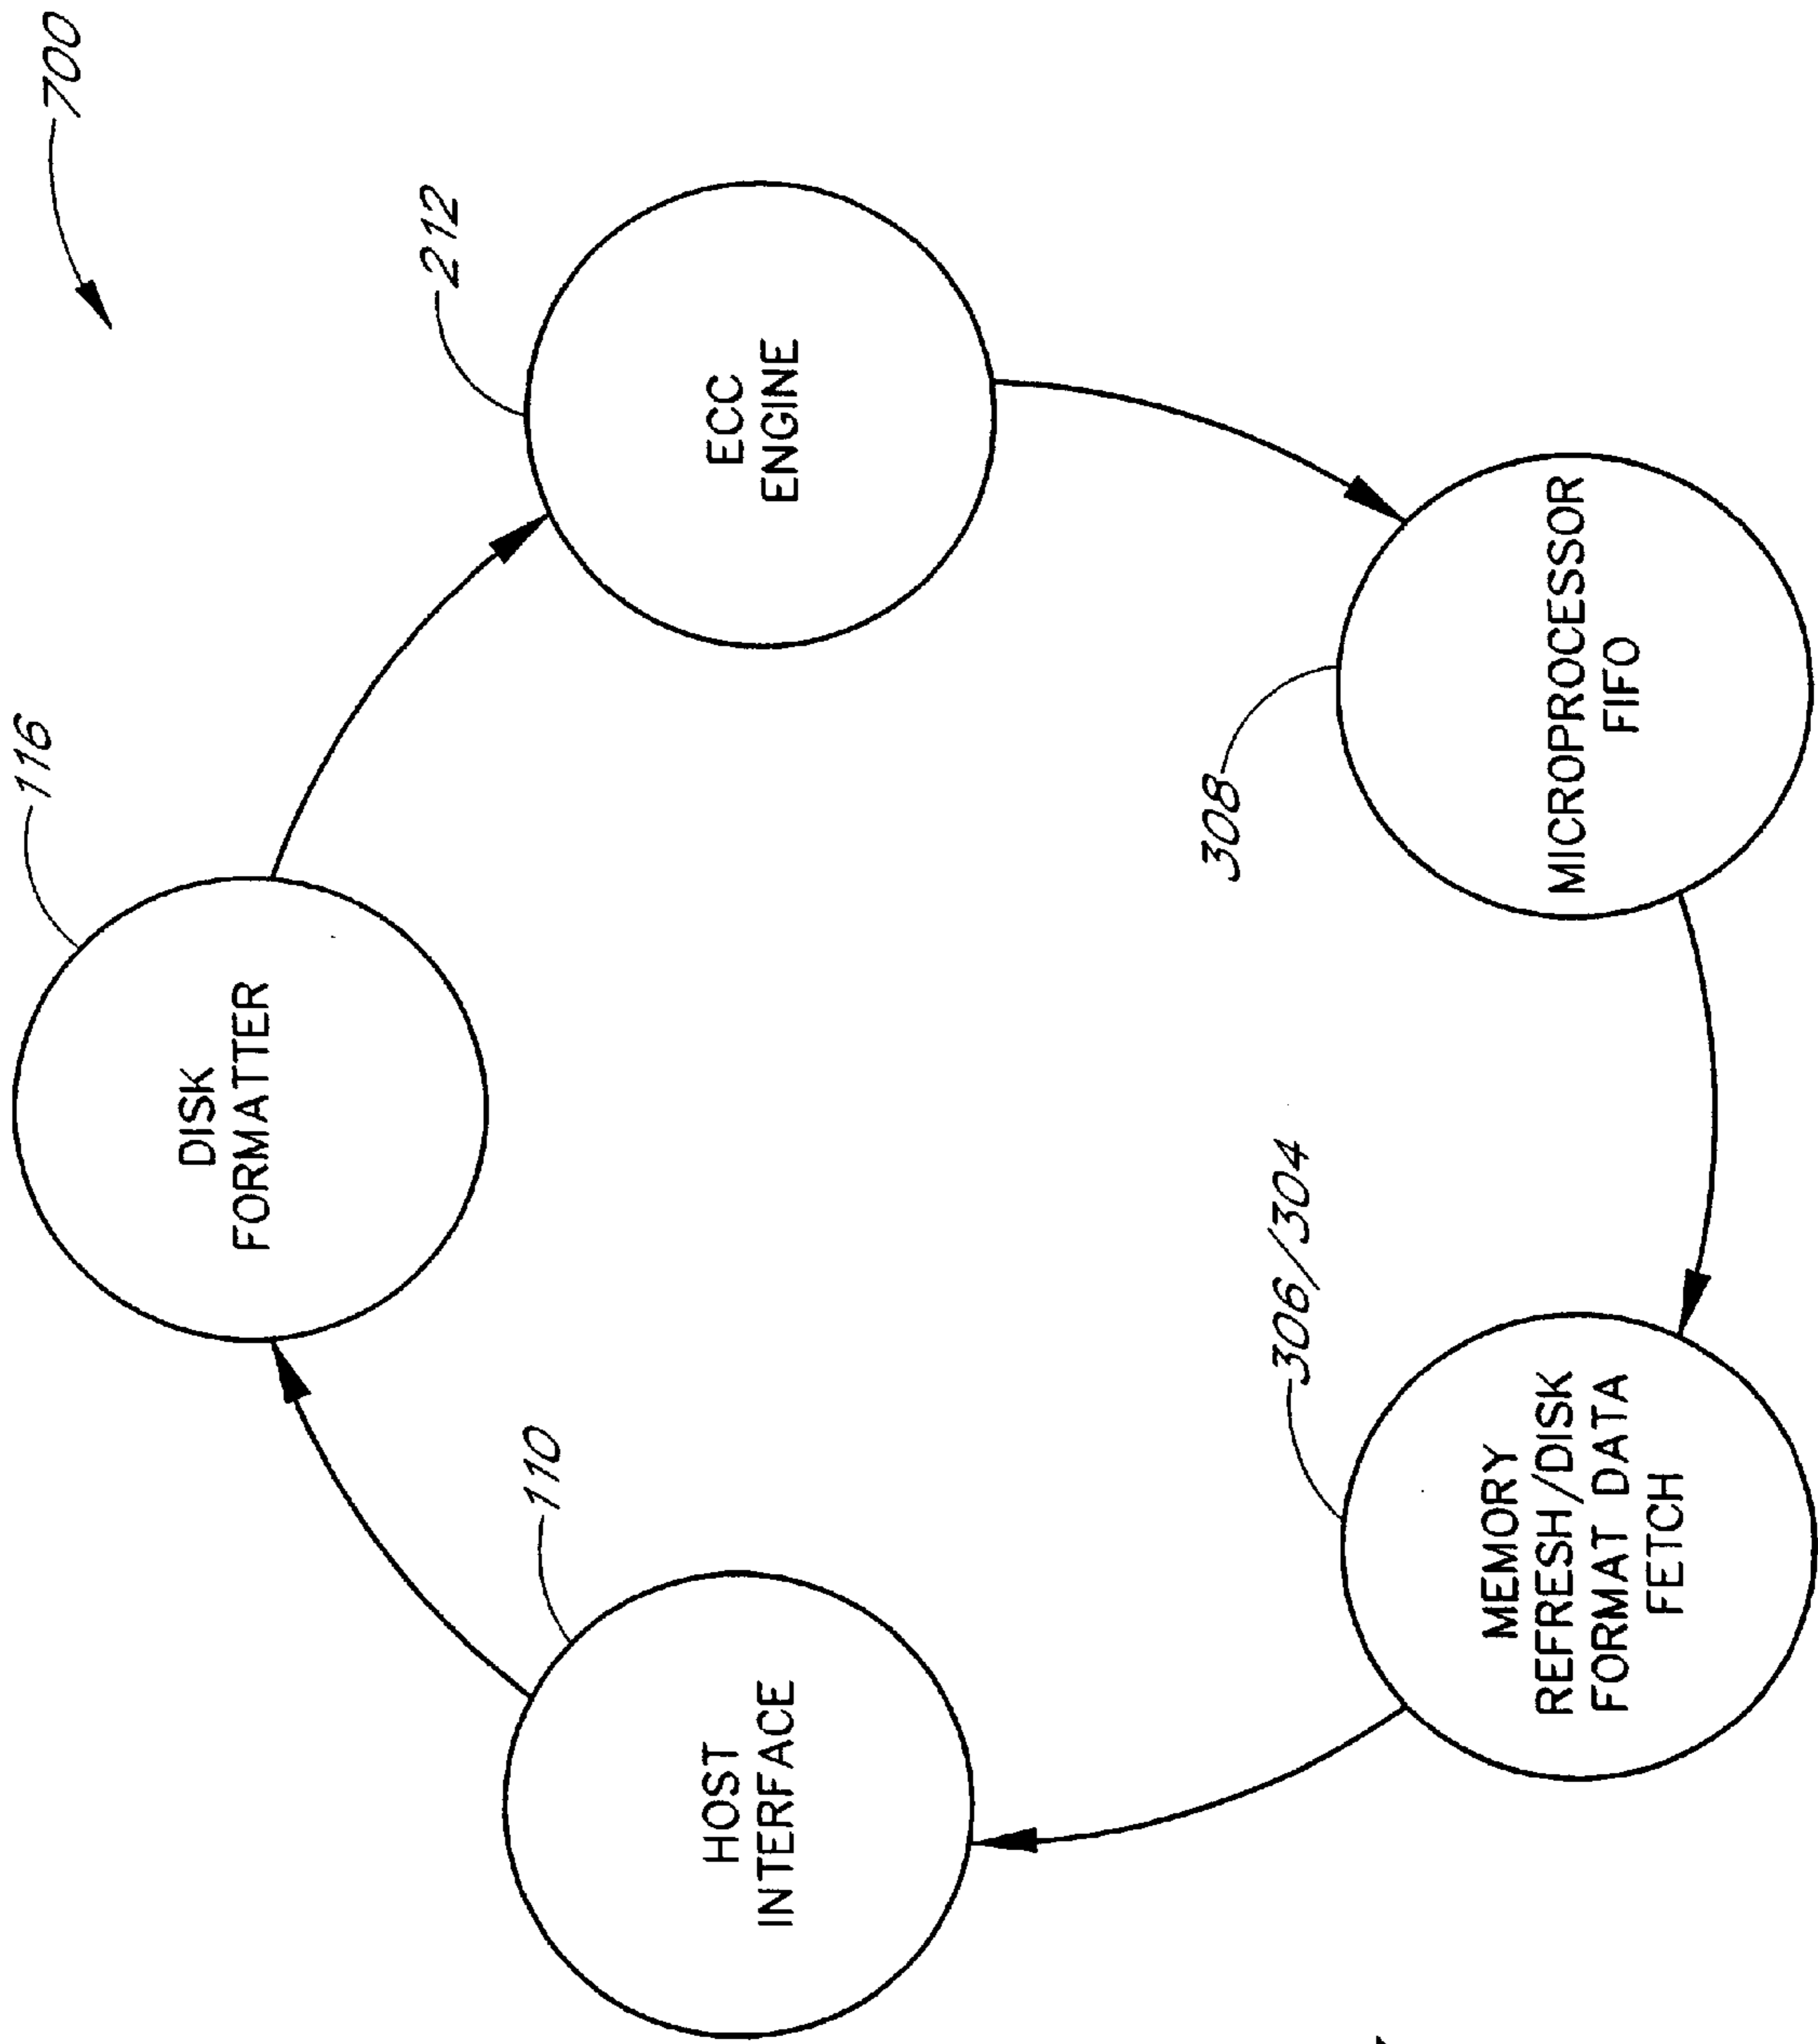 700
116
DISK
FORMATTER
212
ECC
ENGINE
110
HOST
INTERFACE
308
MICROPROCESSOR
FIFO
306/304
MEMORY
REFRESH/DISK
FORMAT DATA
FETCH